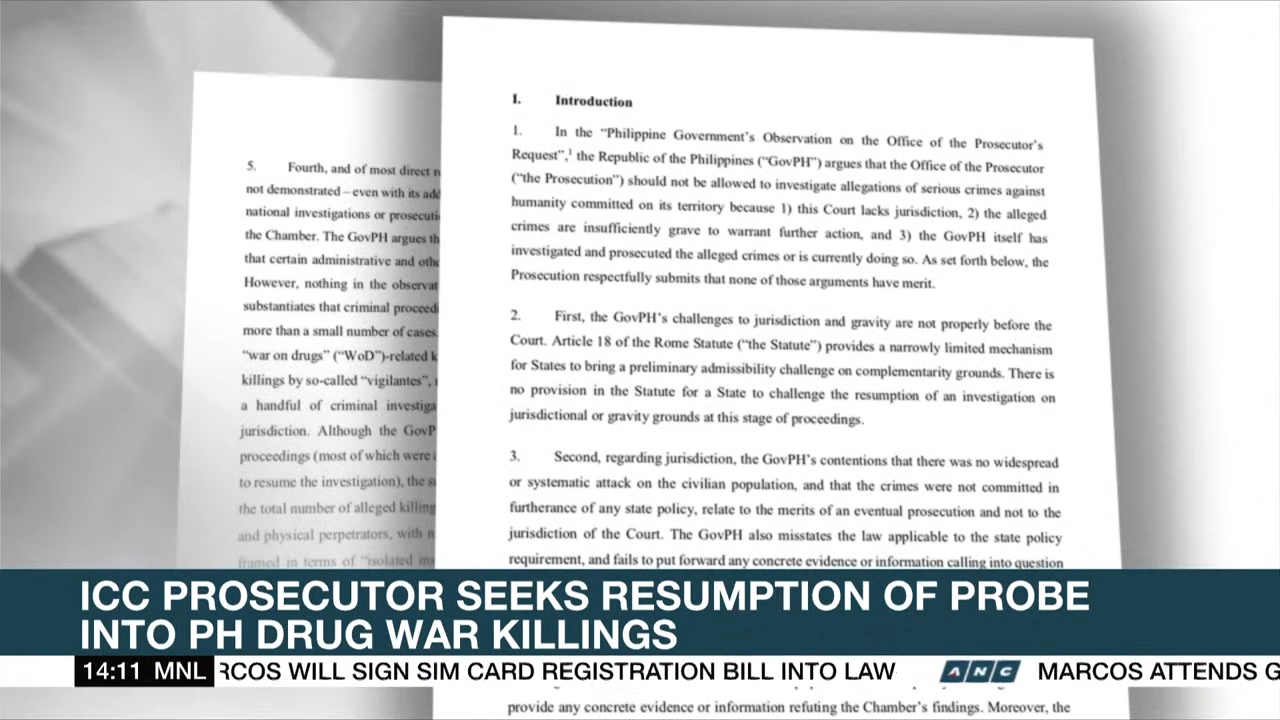 5. Fourth, and of most direct
not demonstrated – even with its
national investigations or
the Chamber. The GovPH argues
that certain administrative and
However, nothing in the
substantiates that criminal
more than a small number of cases.
"war on drugs" ("WoD")-related
killings by so-called "vigilantes",
a handful of criminal
jurisdiction. Although the
proceedings (most of which were
to resume the investigation), the
the total number of alleged
and physical perpetrators, with
framed in terms of "isolated
I. Introduction
1. In the "Philippine Government's Observation on the Office of the Prosecutor's
Request",1 the Republic of the Philippines ("GovPH") argues that the Office of the Prosecutor
("the Prosecution") should not be allowed to investigate allegations of serious crimes against
humanity committed on its territory because 1) this Court lacks jurisdiction, 2) the alleged
crimes are insufficiently grave to warrant further action, and 3) the GovPH itself has
investigated and prosecuted the alleged crimes or is currently doing so. As set forth below, the
Prosecution respectfully submits that none of those arguments have merit.
2. First, the GovPH's challenges to jurisdiction and gravity are not properly before the
Court. Article 18 of the Rome Statute ("the Statute") provides a narrowly limited mechanism
for States to bring a preliminary admissibility challenge on complementarity grounds. There is
no provision in the Statute for a State to challenge the resumption of an investigation on
jurisdictional or gravity grounds at this stage of proceedings.
3. Second, regarding jurisdiction, the GovPH's contentions that there was no widespread
or systematic attack on the civilian population, and that the crimes were not committed in
furtherance of any state policy, relate to the merits of an eventual prosecution and not to the
jurisdiction of the Court. The GovPH also misstates the law applicable to the state policy
requirement, and fails to put forward any concrete evidence or information calling into question
ICC PROSECUTOR SEEKS RESUMPTION OF PROBE
INTO PH DRUG WAR KILLINGS
14:11 MNL RCOS WILL SIGN SIM CARD REGISTRATION BILL INTO LAW ANC MARCOS ATTENDS G
provide any concrete evidence or information refuting the Chamber's findings. Moreover, the